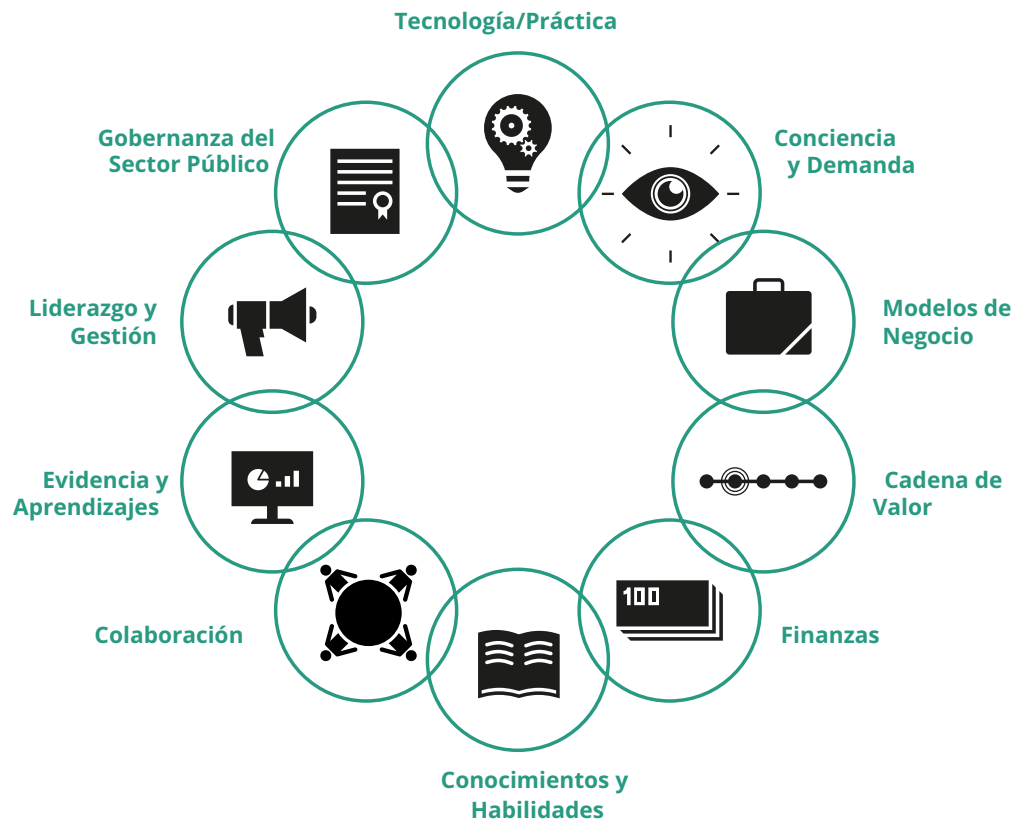 Tecnología/Práctica
Conciencia
y Demanda
Modelos de
Negocio
Cadena de
Valor
100
Finanzas
Conocimientos y
Habilidades
Colaboración
Evidencia y
Aprendizajes
Liderazgo y
Gestión
Gobernanza del
Sector Público